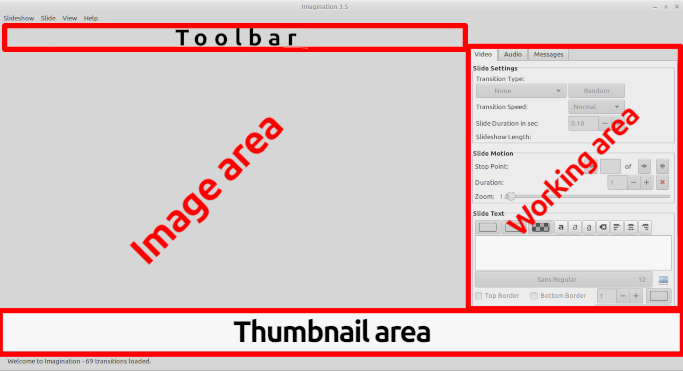 Imagination 3.5
Slideshow Slide View Help
Toolbar
Video Audio Messages
Slide Settings
Transition Type:
None Random
Transition Speed: Normal
Slide Duration in sec: 0.10
Slideshow Length:
Image area
Working area
Slide Motion
Stop Point: of
Duration: 1
Zoom: 1.0
Slide Text
a a a
Sans Regular 12
Top Border Bottom Border 1
Thumbnail area
Welcome to Imagination - 69 transitions loaded.